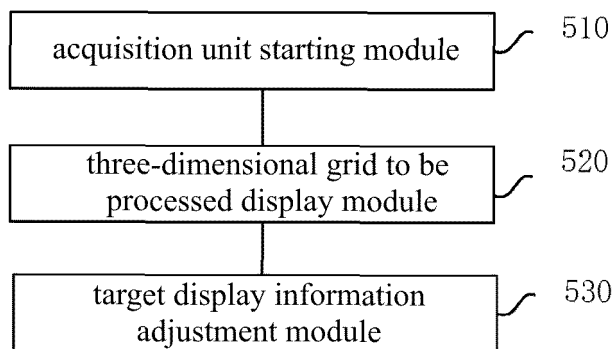 acquisition unit starting module
510
three-dimensional grid to be
processed display module
520
target display information
adjustment module
530